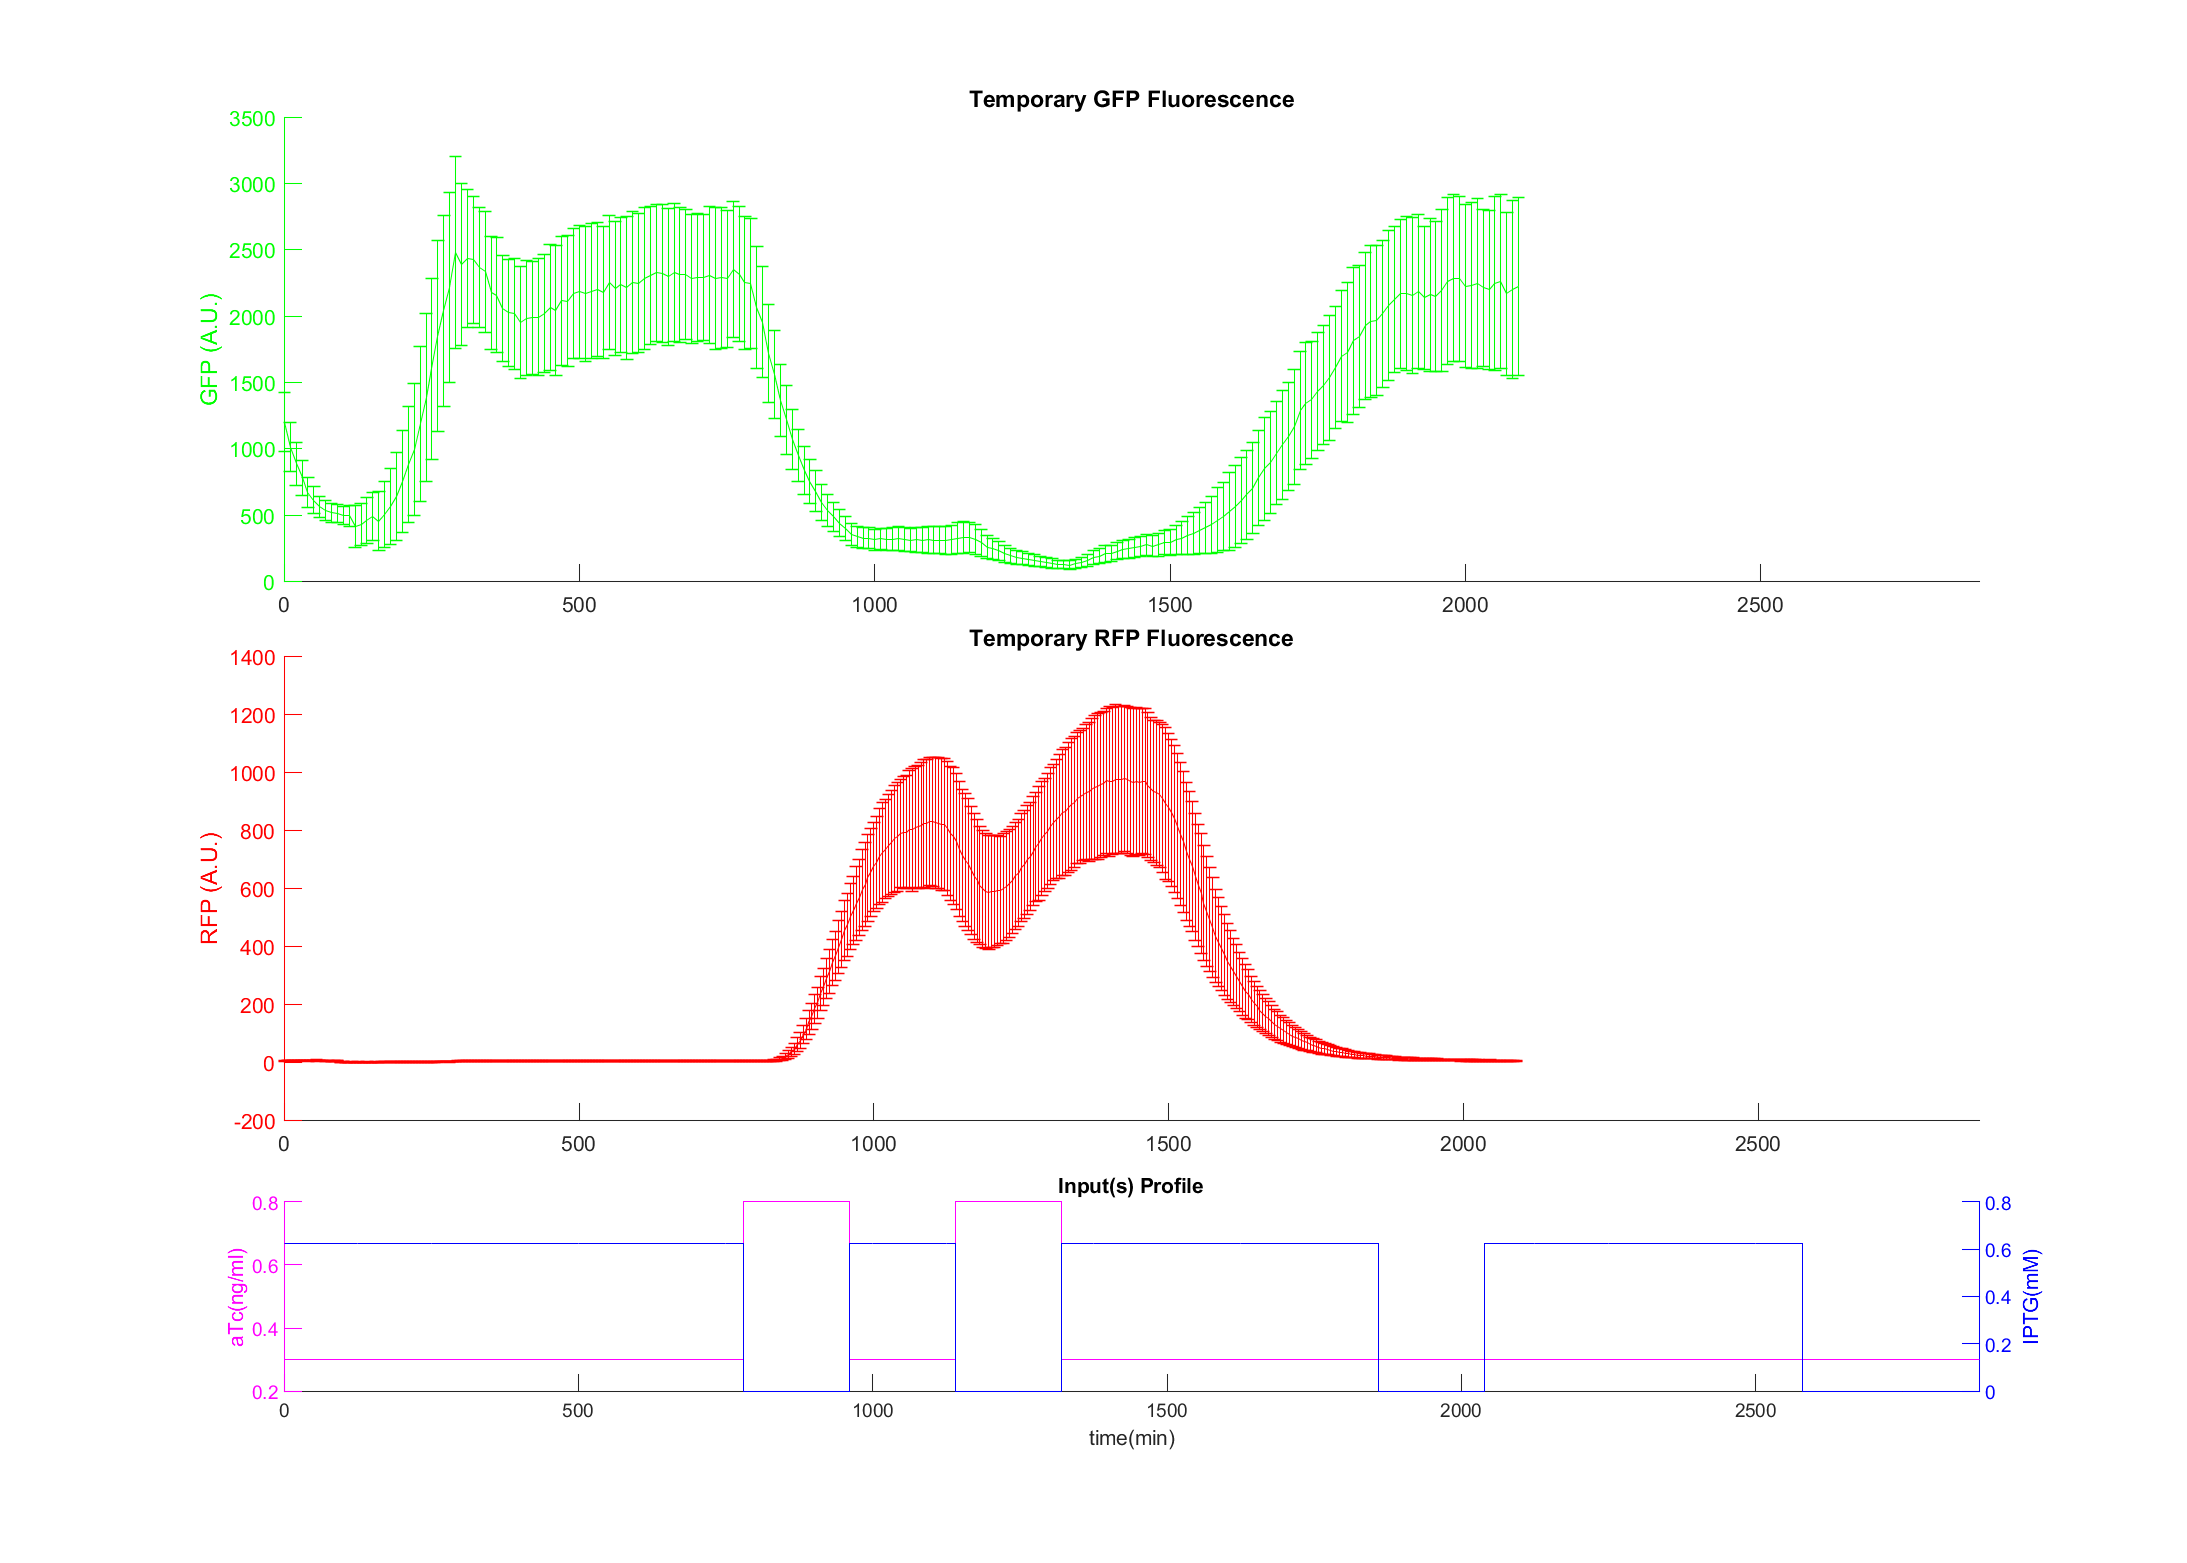 Temporary GFP Fluorescence
3500
3000
2500
2000
1500
1000
500
0
GFP (A.U.)
0 500 1000 1500 2000 2500
Temporary RFP Fluorescence
1400
1200
1000
800
600
400
200
0
-200
RFP (A.U.)
0 500 1000 1500 2000 2500
Input(s) Profile
0.8
0.6
0.4
0.2
aTc(ng/ml)
0.8
0.6
0.4
0.2
0
IPTG(mM)
0 500 1000 1500 2000 2500
time(min)